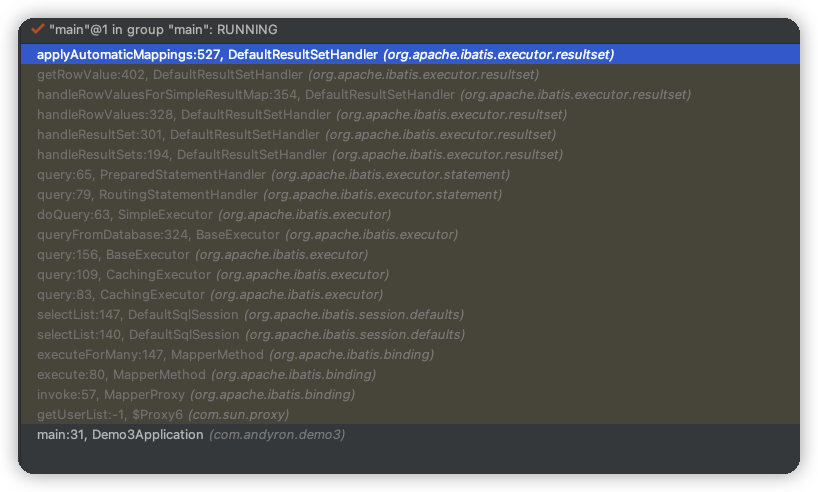 "main"@1 in group "main": RUNNING
applyAutomaticMappings:527, DefaultResultSetHandler (org.apache.ibatis.executor.resultset)
getRowValue:402, DefaultResultSetHandler (org.apache.ibatis.executor.resultset)
handleRowValuesForSimpleResultMap:354, DefaultResultSetHandler (org.apache.ibatis.executor.resultset)
handleRowValues:328, DefaultResultSetHandler (org.apache.ibatis.executor.resultset)
handleResultSet:301, DefaultResultSetHandler (org.apache.ibatis.executor.resultset)
handleResultSets:194, DefaultResultSetHandler (org.apache.ibatis.executor.resultset)
query:65, PreparedStatementHandler (org.apache.ibatis.executor.statement)
query:79, RoutingStatementHandler (org.apache.ibatis.executor.statement)
doQuery:63, SimpleExecutor (org.apache.ibatis.executor)
queryFromDatabase:324, BaseExecutor (org.apache.ibatis.executor)
query:156, BaseExecutor (org.apache.ibatis.executor)
query:109, CachingExecutor (org.apache.ibatis.executor)
query:83, CachingExecutor (org.apache.ibatis.executor)
selectList:147, DefaultSqlSession (org.apache.ibatis.session.defaults)
selectList:140, DefaultSqlSession (org.apache.ibatis.session.defaults)
executeForMany:147, MapperMethod (org.apache.ibatis.binding)
execute:80, MapperMethod (org.apache.ibatis.binding)
invoke:57, MapperProxy (org.apache.ibatis.binding)
getUserList:-1, $Proxy6 (com.sun.proxy)
main:31, Demo3Application (com.andyron.demo3)